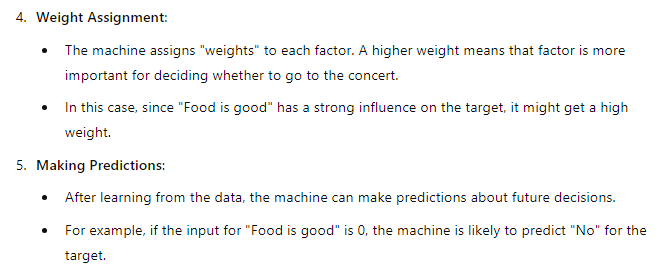 4. Weight Assignment:
• The machine assigns "weights" to each factor. A higher weight means that factor is more
important for deciding whether to go to the concert.
• In this case, since "Food is good" has a strong influence on the target, it might get a high
weight.
5. Making Predictions:
• After learning from the data, the machine can make predictions about future decisions.
• For example, if the input for "Food is good" is 0, the machine is likely to predict "No" for the
target.